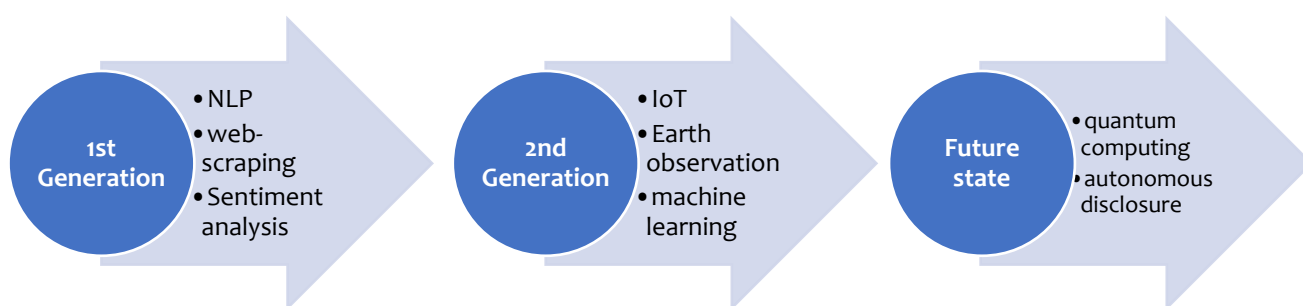 1st
Generation
• NLP
• web-
scraping
• Sentiment
analysis
2nd
Generation
• IoT
• Earth
observation
• machine
learning
Future
state
• quantum
computing
• autonomous
disclosure